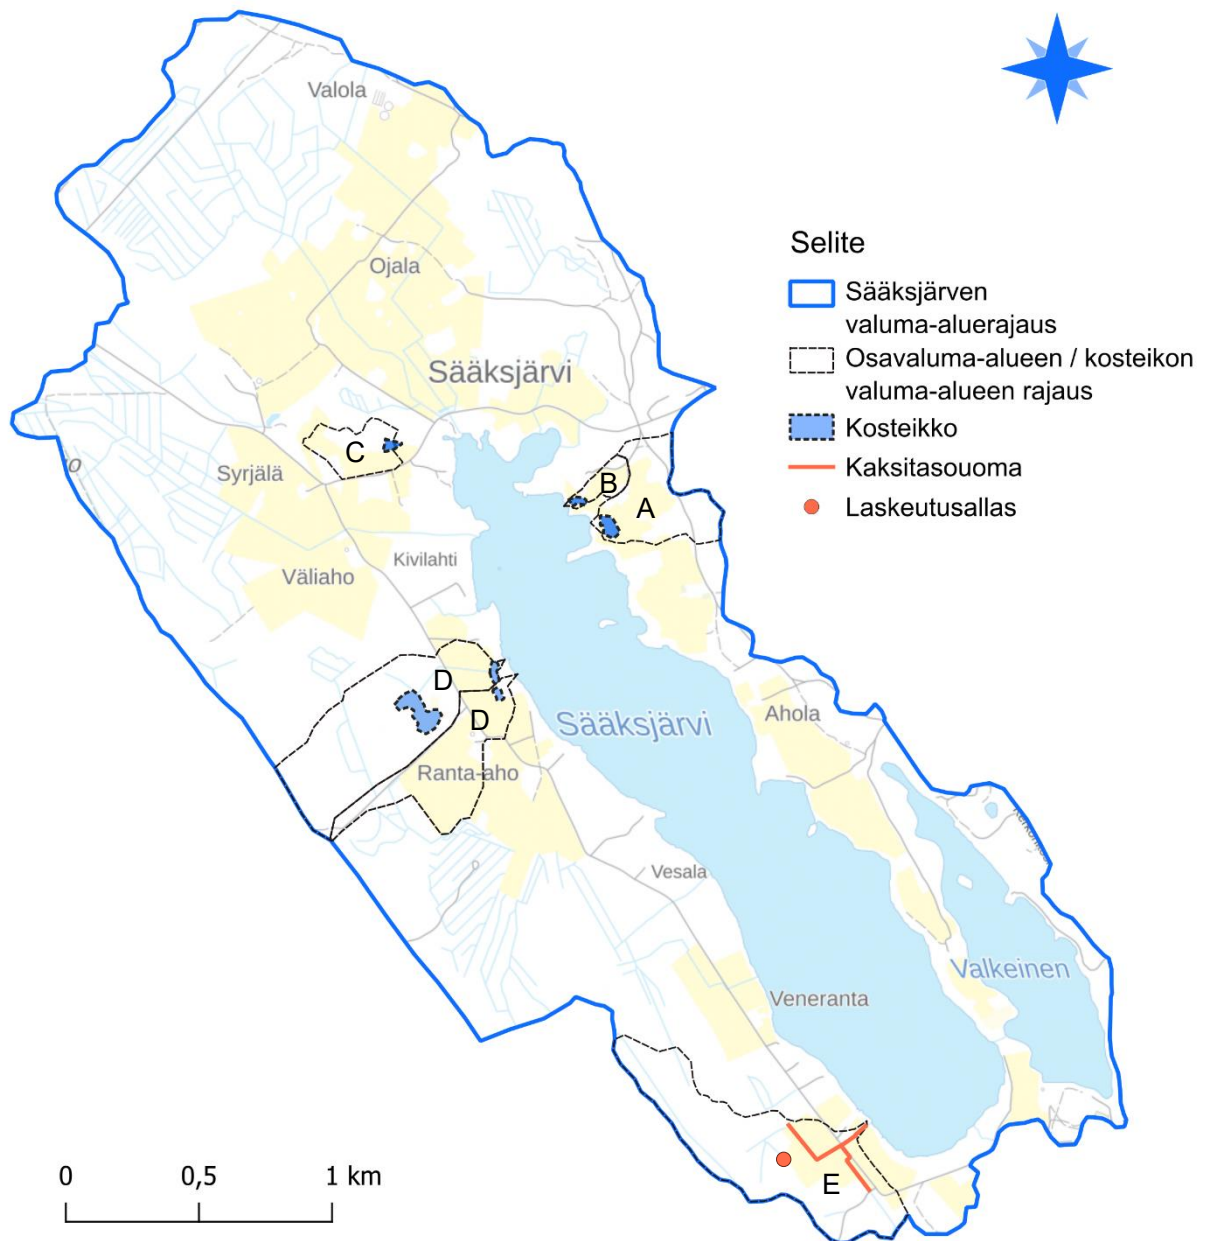 Valola
Ojala
Sääksjärvi
Selite
Sääksjärven
valuma-aluerajaus
Osavaluma-alueen / kosteikon
valuma-alueen rajaus
Kosteikko
Kaksitasouoma
Laskeutusallas
C
B
A
Syrjälä
Kivilahti
Väliaho
D
D
Sääksjärvi
Ahola
Ranta-aho
Vesala
Valkeinen
Veneranta
E
0 0,5 1 km